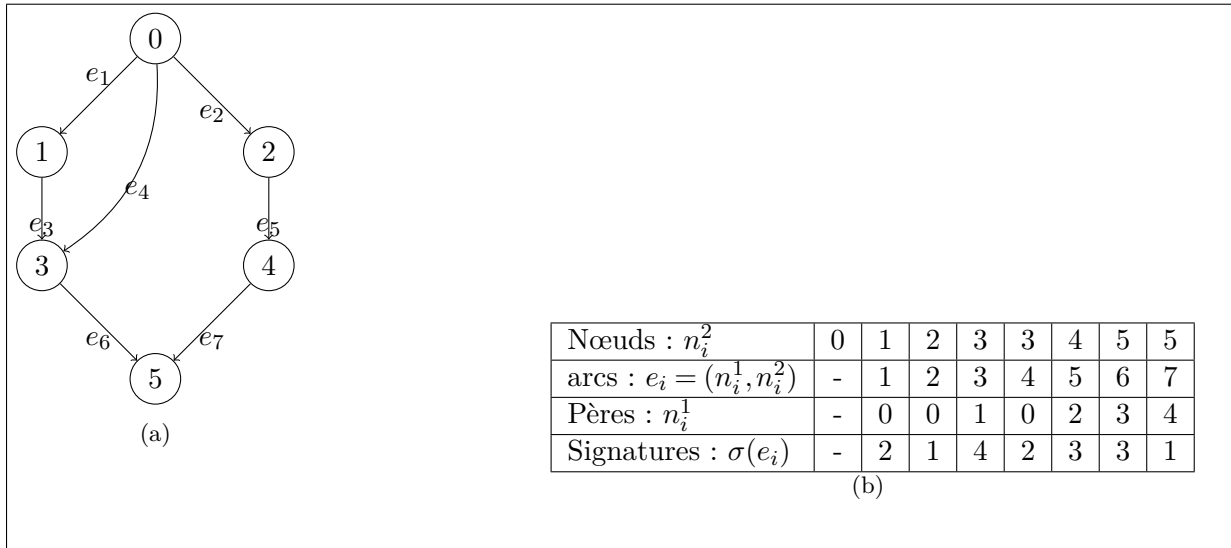 0
e₁
e₂
1
2
e₄
e₃
e₅
3
4
e₆
e₇
5
(a)
Nœuds : n_i^2 0 1 2 3 3 4 5 5
arcs : e_i = (n_i^1, n_i^2) - 1 2 3 4 5 6 7
Pères : n_i^1 - 0 0 1 0 2 3 4
Signatures : σ(e_i) - 2 1 4 2 3 3 1
(b)